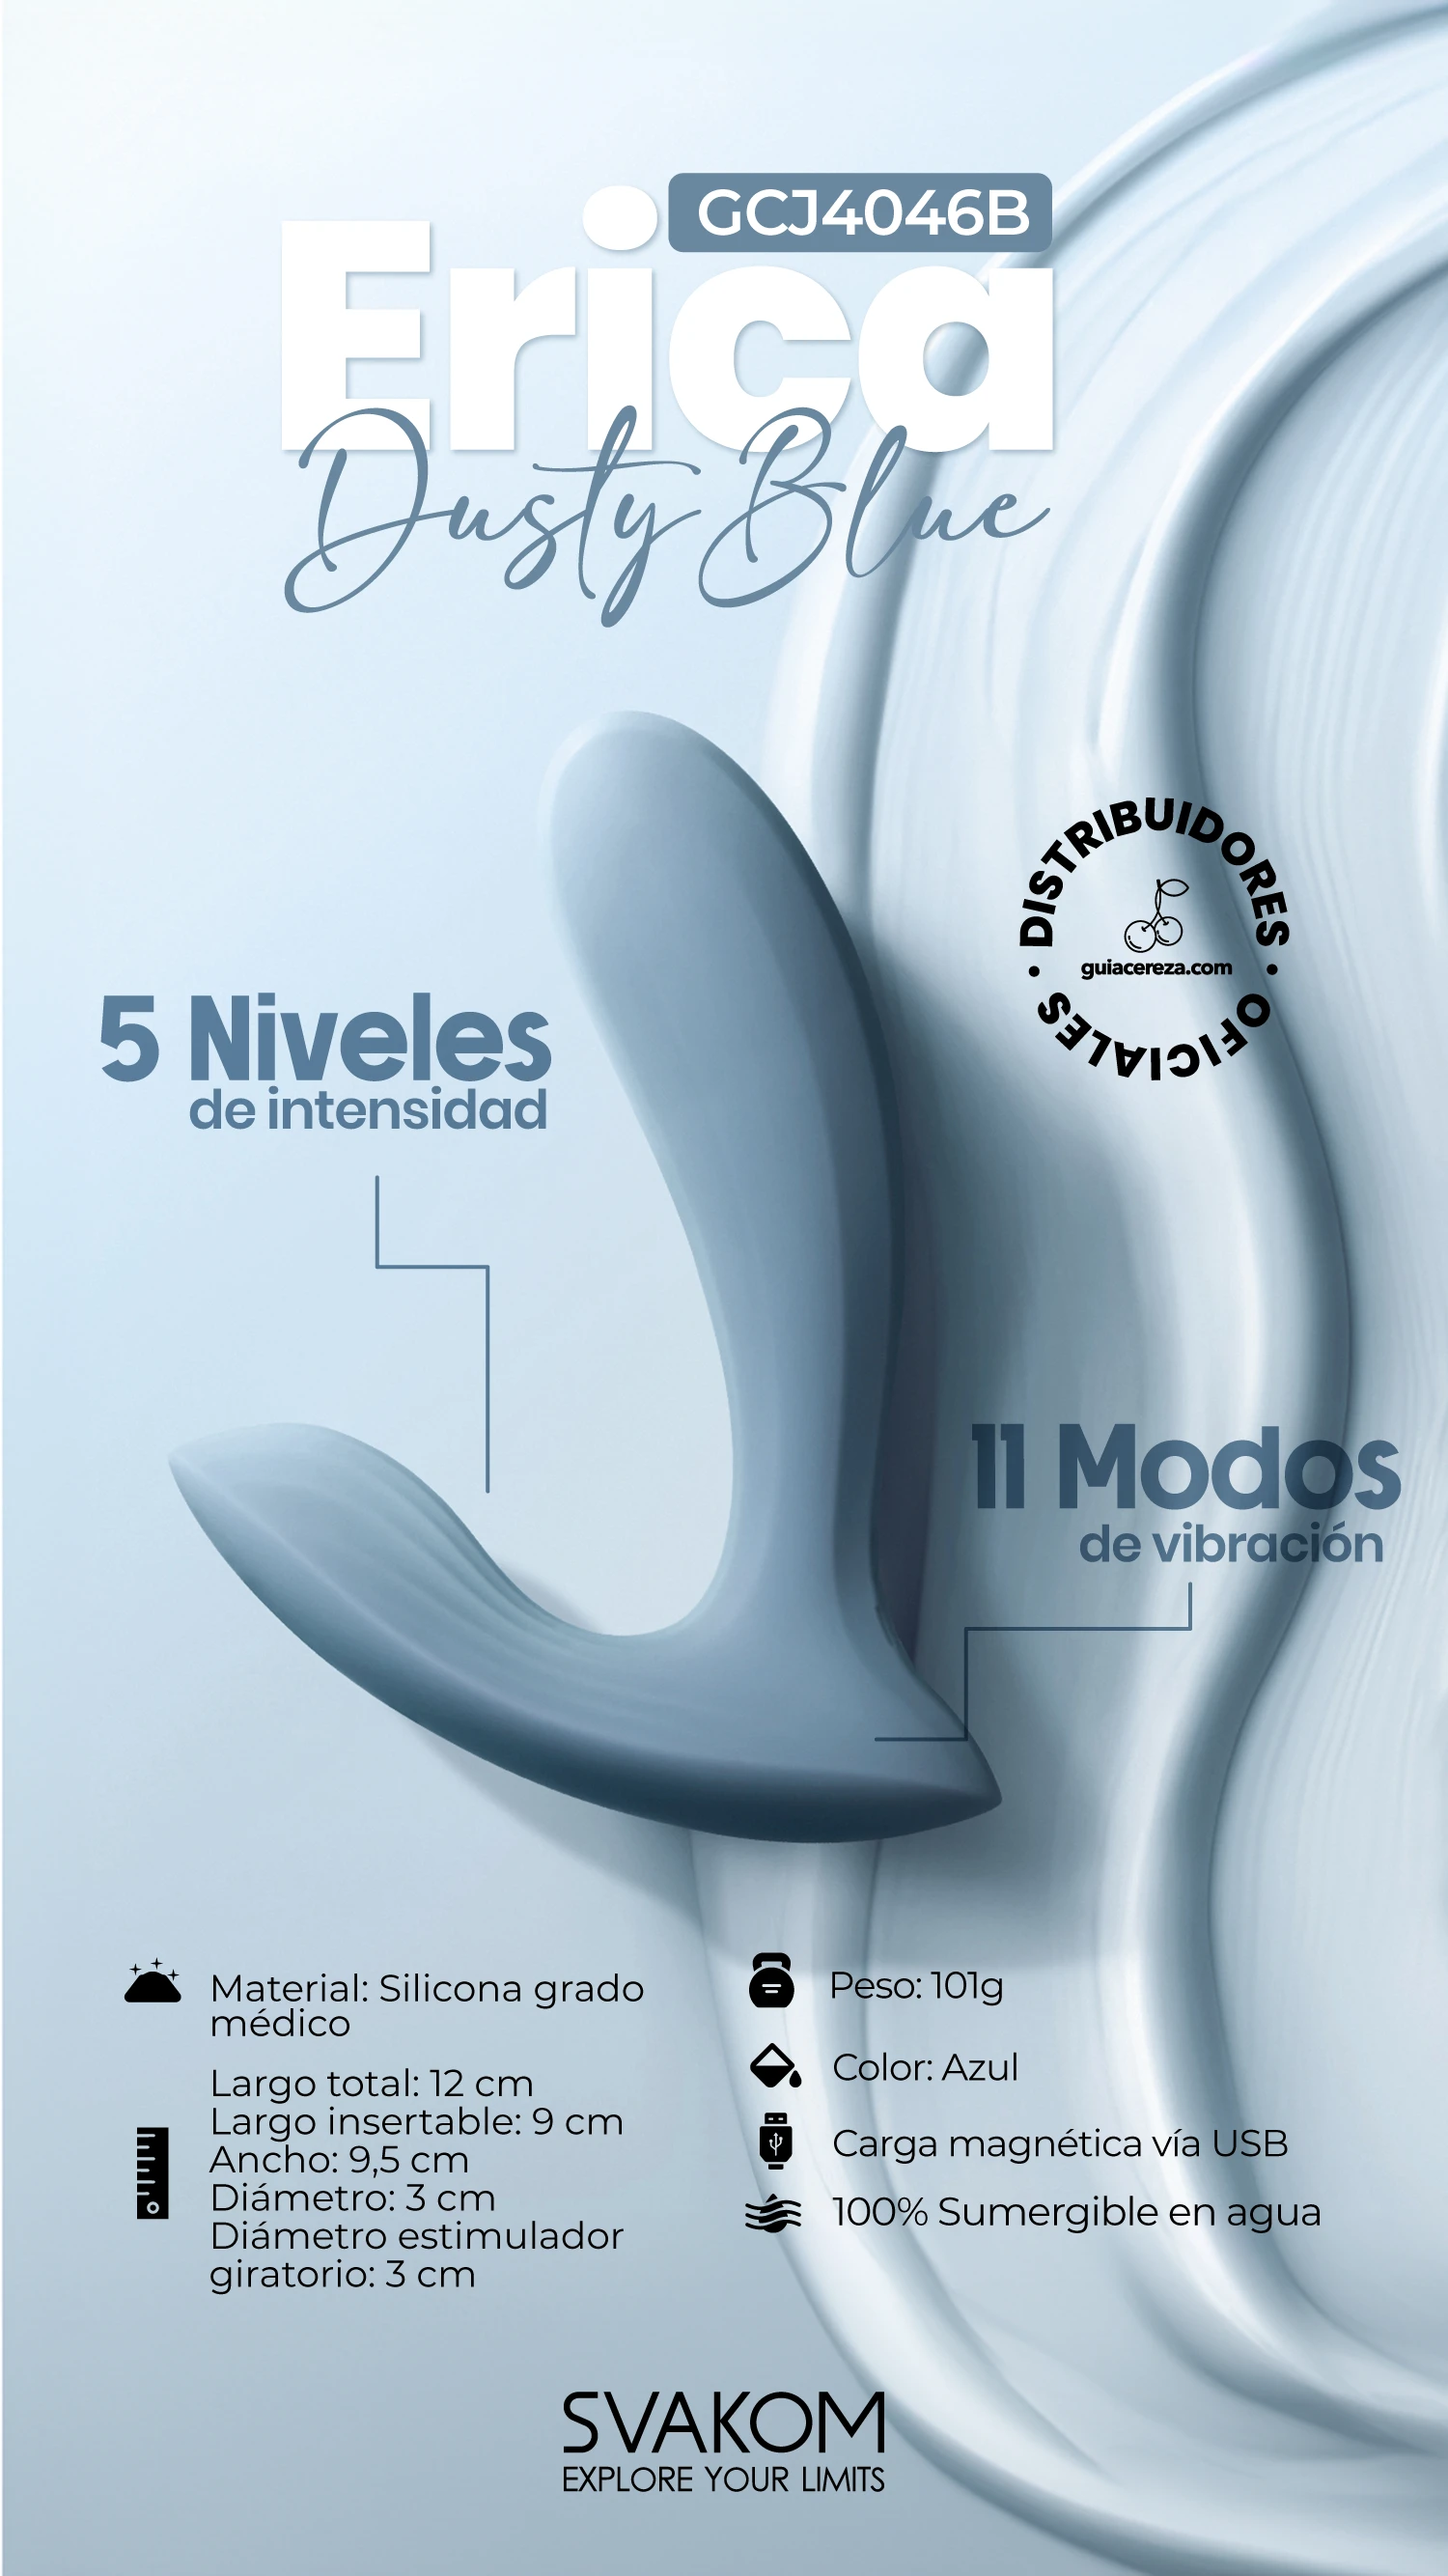 GCJ4046B
Erica
Dusty Blue
DISTRIBUIDORES
guiacereza.com
OFICIALES
5 Niveles
de intensidad
11 Modos
de vibración
Material: Silicona grado
médico
Largo total: 12 cm
Largo insertable: 9 cm
Ancho: 9,5 cm
Diámetro: 3 cm
Diámetro estimulador
giratorio: 3 cm
Peso: 101g
Color: Azul
Carga magnética vía USB
100% Sumergible en agua
SVAKOM
EXPLORE YOUR LIMITS